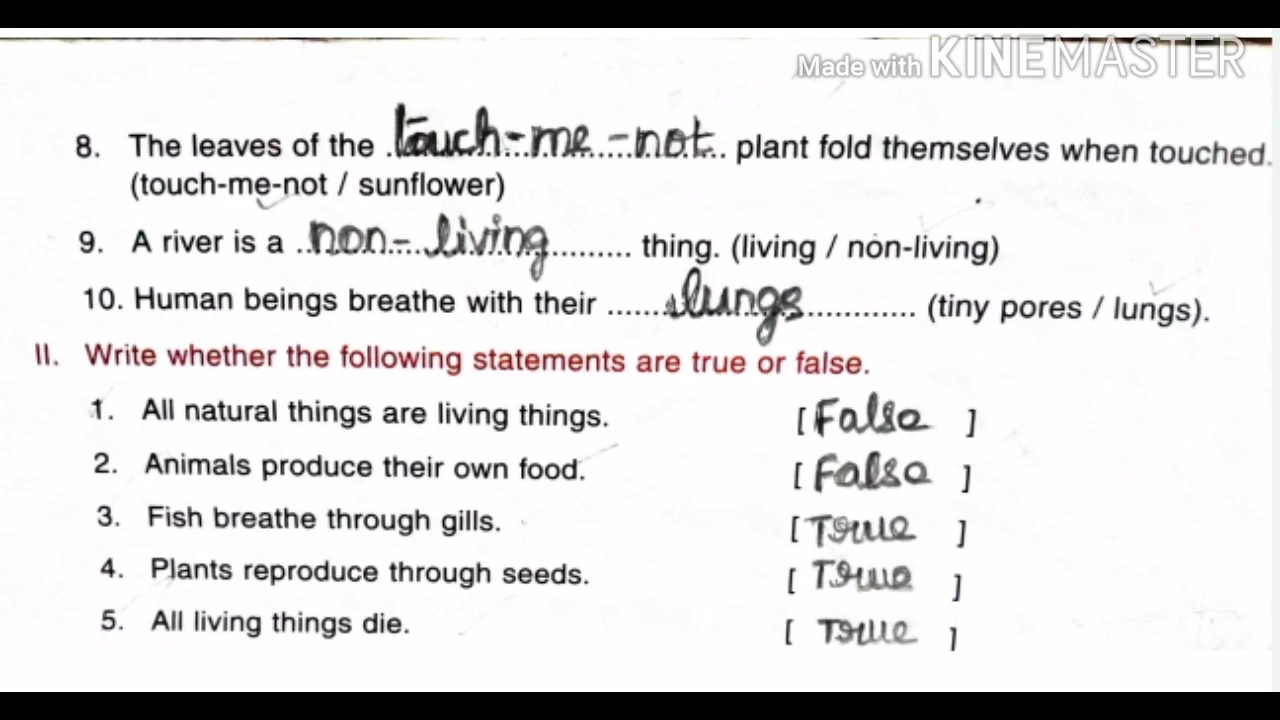 Made with KINEMASTER
8. The leaves of the touch-me-not plant fold themselves when touched.
(touch-me-not / sunflower)
9. A river is a non-living thing. (living / non-living)
10. Human beings breathe with their lungs (tiny pores / lungs).
II. Write whether the following statements are true or false.
1. All natural things are living things. [False]
2. Animals produce their own food. [False]
3. Fish breathe through gills. [True]
4. Plants reproduce through seeds. [True]
5. All living things die. [True]